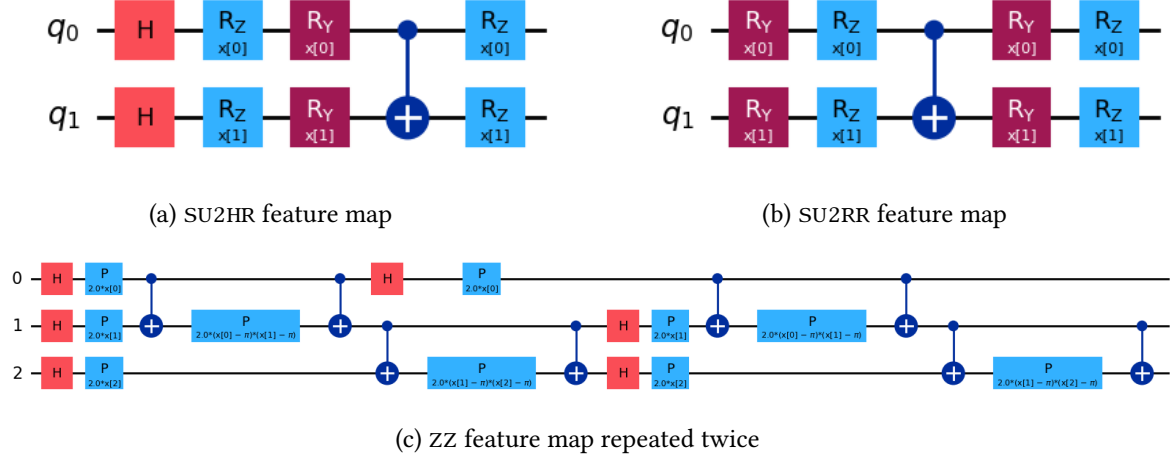 q0 H RZ x[0] RY x[0] RZ x[0]
q1 H RZ x[1] RY x[1] RZ x[1]
(a) SU2HR feature map
q0 RY x[0] RZ x[0] RY x[0] RZ x[0]
q1 RY x[1] RZ x[1] RY x[1] RZ x[1]
(b) SU2RR feature map
0 H P 2.0*x[0] H P 2.0*x[0]
1 H P 2.0*x[1] P 2.0*(x[0] − π)*(x[1] − π) H P 2.0*x[1] P 2.0*(x[0] − π)*(x[1] − π)
2 H P 2.0*x[2] P 2.0*(x[1] − π)*(x[2] − π) H P 2.0*x[2] P 2.0*(x[1] − π)*(x[2] − π)
(c) ZZ feature map repeated twice